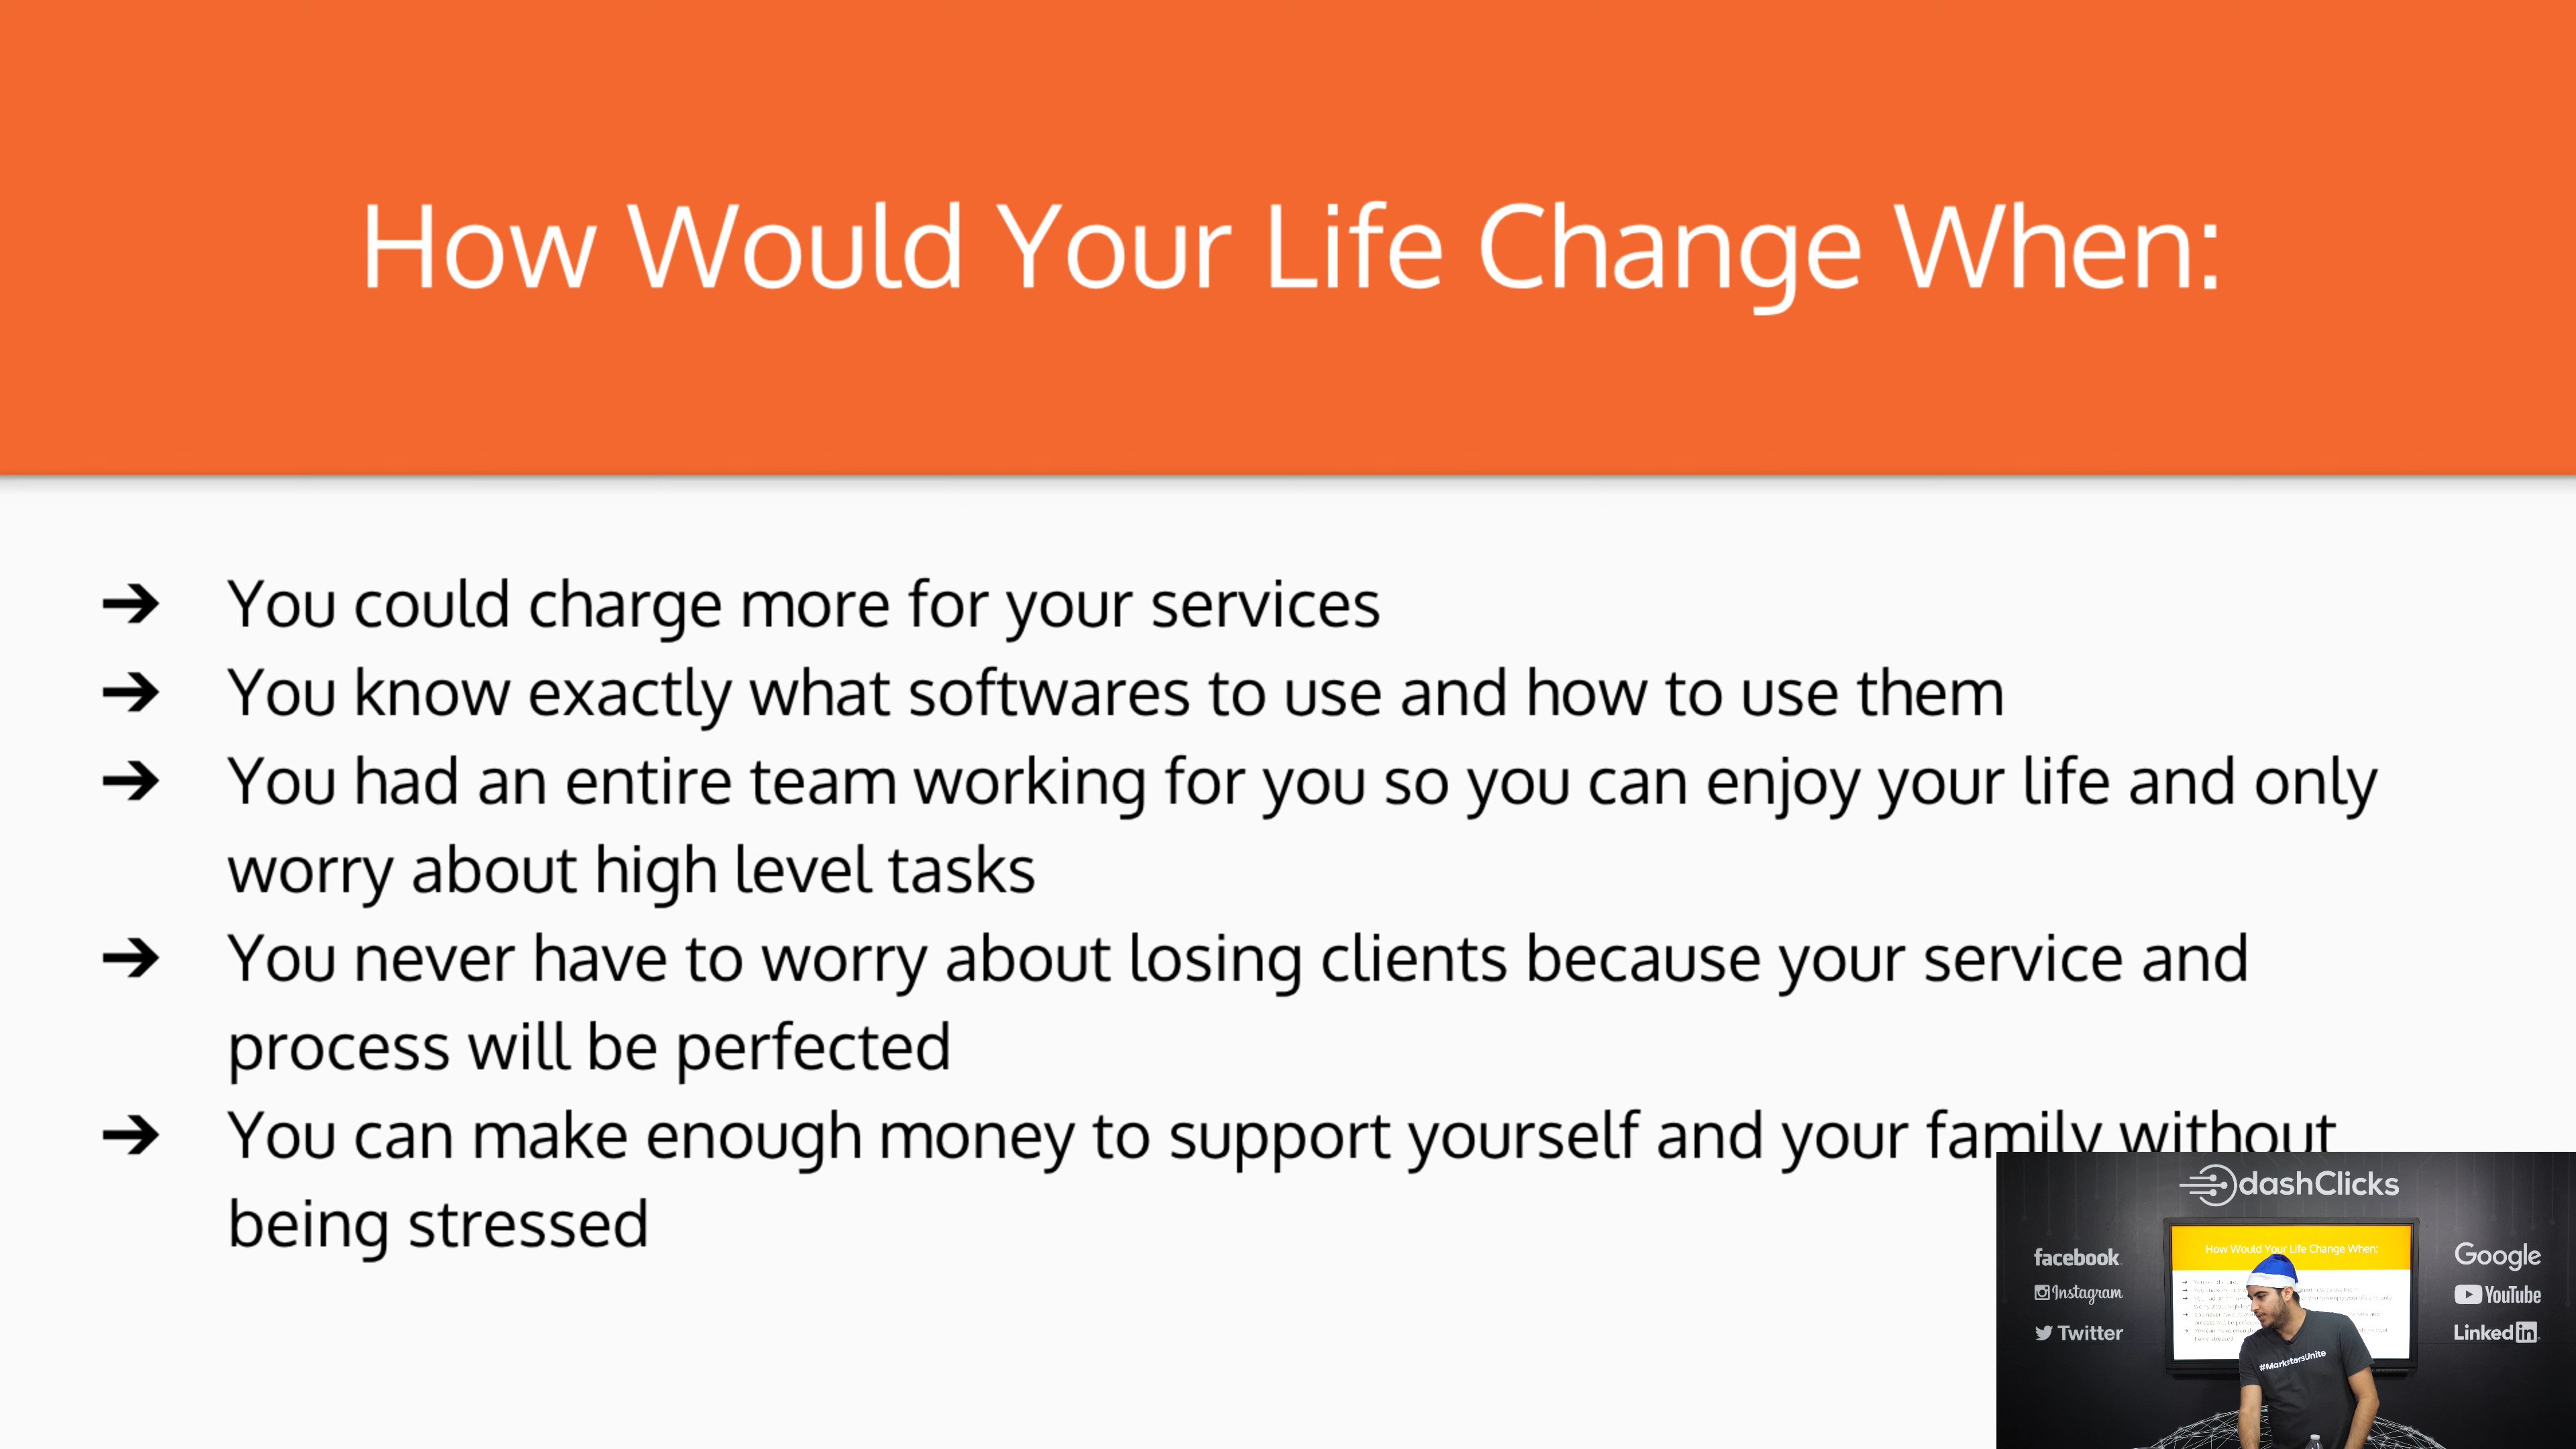 How Would Your Life Change When:
➔ You could charge more for your services
➔ You know exactly what softwares to use and how to use them
➔ You had an entire team working for you so you can enjoy your life and only
worry about high level tasks
➔ You never have to worry about losing clients because your service and
process will be perfected
➔ You can make enough money to support yourself and your family without
being stressed
dashClicks
How Would Your Life Change When:
facebook
Instagram
Twitter
Google
YouTube
Linkedin
#MarketersUnite